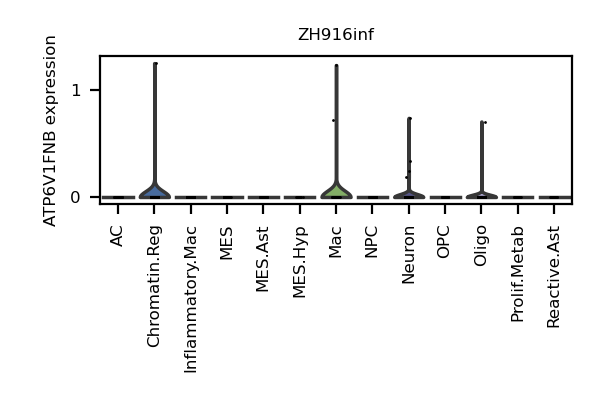 ZH916inf
ATP6V1FNB expression
1
0
AC
Chromatin.Reg
Inflammatory.Mac
MES
MES.Ast
MES.Hyp
Mac
NPC
Neuron
OPC
Oligo
Prolif.Metab
Reactive.Ast